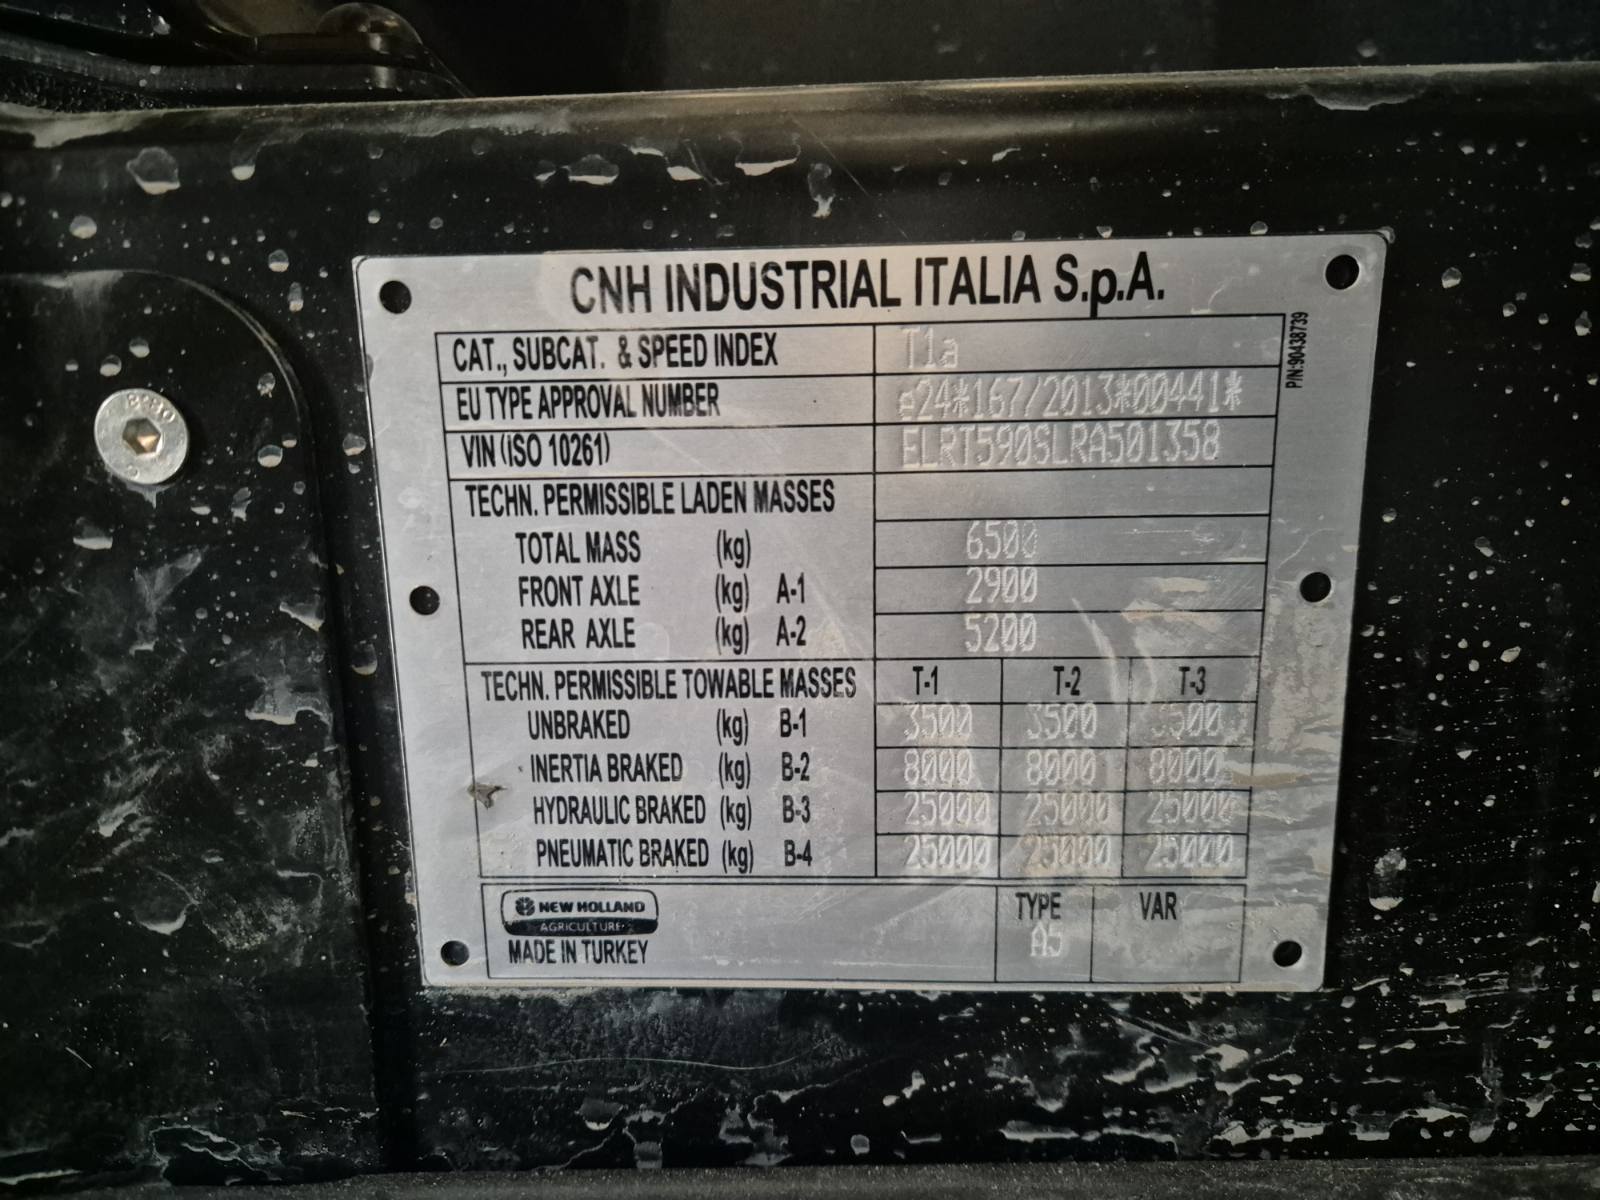 CNH INDUSTRIAL ITALIA S.p.A.
P/N:90438739
CAT., SUBCAT. & SPEED INDEX T1a
EU TYPE APPROVAL NUMBER e24*167/2013*00441*
VIN (ISO 10261) ELRT590SLRA501358
TECHN. PERMISSIBLE LADEN MASSES
TOTAL MASS (kg) 6500
FRONT AXLE (kg) A-1 2900
REAR AXLE (kg) A-2 5200
TECHN. PERMISSIBLE TOWABLE MASSES T-1 T-2 T-3
UNBRAKED (kg) B-1 3500 3500 3500
INERTIA BRAKED (kg) B-2 8000 8000 8000
HYDRAULIC BRAKED (kg) B-3 25000 25000 25000
PNEUMATIC BRAKED (kg) B-4 25000 25000 25000
NEW HOLLAND
AGRICULTURE
MADE IN TURKEY
TYPE VAR
A5